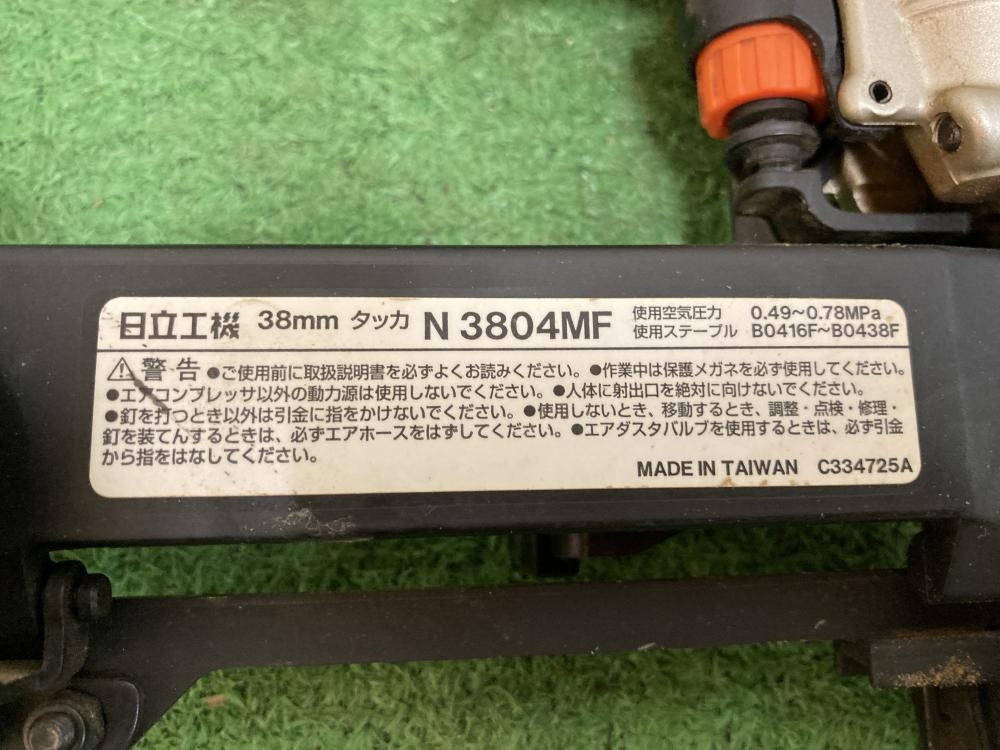 日立工機 38mm タッカ N 3804MF 使用空気圧力 0.49～0.78MPa
使用ステープル B0416F～B0438F
⚠警告 ●ご使用前に取扱説明書を必ずよくお読みください。●作業中は保護メガネを必ず使用してください。
●エアコンプレッサ以外の動力源は使用しないでください。●人体に射出口を絶対に向けないでください。
●釘を打つとき以外は引金に指をかけないでください。●使用しないとき、移動するとき、調整・点検・修理・
釘を装てんするときは、必ずエアホースをはずしてください。●エアダスタバルブを使用するときは、必ず引金
から指をはなしてください。
MADE IN TAIWAN C334725A